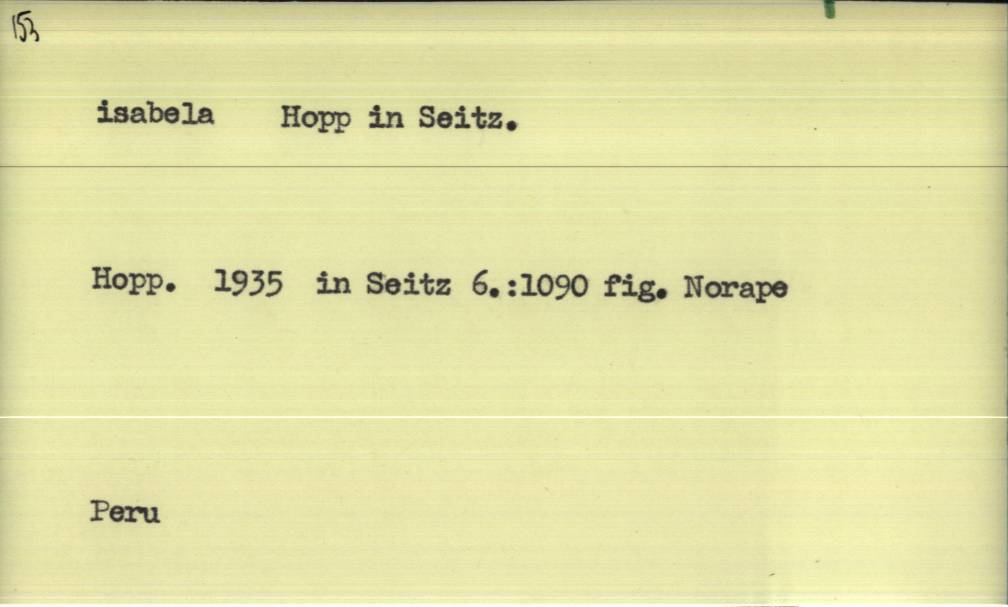 153
isabela Hopp in Seitz.
Hopp. 1935 in Seitz 6.:1090 fig. Norape
Peru